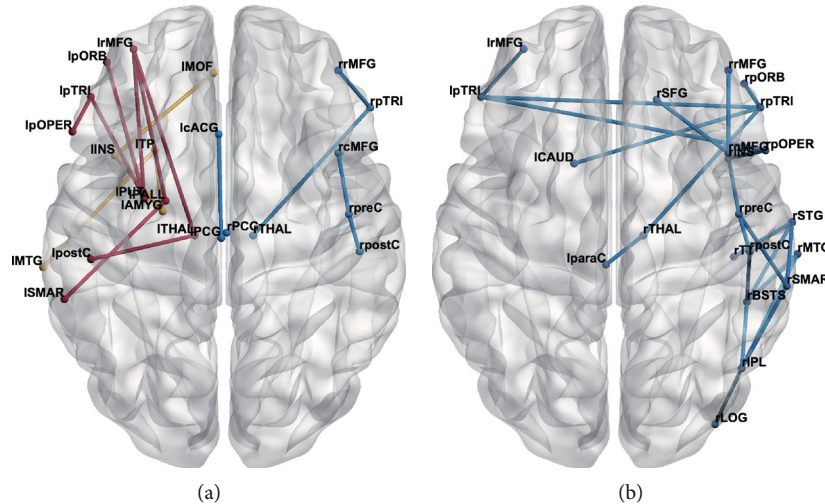 lrMFG
lpORB
lMOF
rrMFG
lpTRI
rpTRI
lpOPER
lcACG
lTP
lINS
rcMFG
lPUT
lPALL
lAMYG
rpreC
lTHAL
lPCG
rPCG
rTHAL
lMTG
lpostC
rpostC
lSMAR
(a)
lrMFG
rrMFG
rpORB
lpTRI
rSFG
rpTRI
rcMFG
rINS
rpOPER
lCAUD
rpreC
rSTG
rTHAL
rTT
rpostC
rMTG
lparaC
rBSTS
rSMAR
rIPL
rLOG
(b)